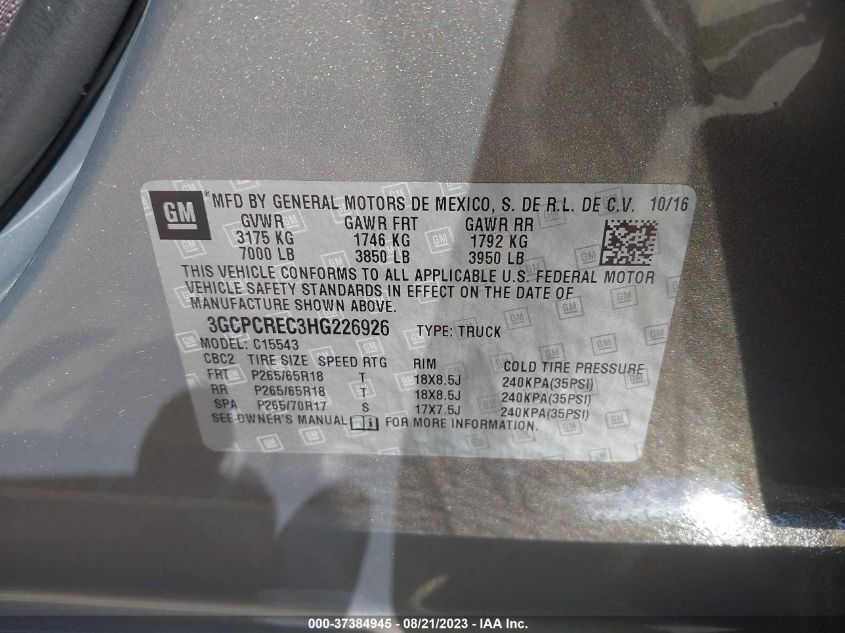 GM ® MFD BY GENERAL MOTORS DE MEXICO, S. DE R.L. DE C.V. 10/16
GVWR GAWR FRT GAWR RR
3175 KG 1746 KG 1792 KG
7000 LB 3850 LB 3950 LB
THIS VEHICLE CONFORMS TO ALL APPLICABLE U.S. FEDERAL MOTOR
VEHICLE SAFETY STANDARDS IN EFFECT ON THE DATE OF
MANUFACTURE SHOWN ABOVE.
3GCPCREC3HG226926 TYPE: TRUCK
MODEL: C15543
CBC2 TIRE SIZE SPEED RTG RIM COLD TIRE PRESSURE
FRT P265/65R18 T 18X8.5J 240KPA(35PSI)
RR P265/65R18 T 18X8.5J 240KPA(35PSI)
SPA P265/70R17 S 17X7.5J 240KPA(35PSI)
SEE OWNER'S MANUAL i FOR MORE INFORMATION.
000-37384945 - 08/21/2023 - IAA Inc.